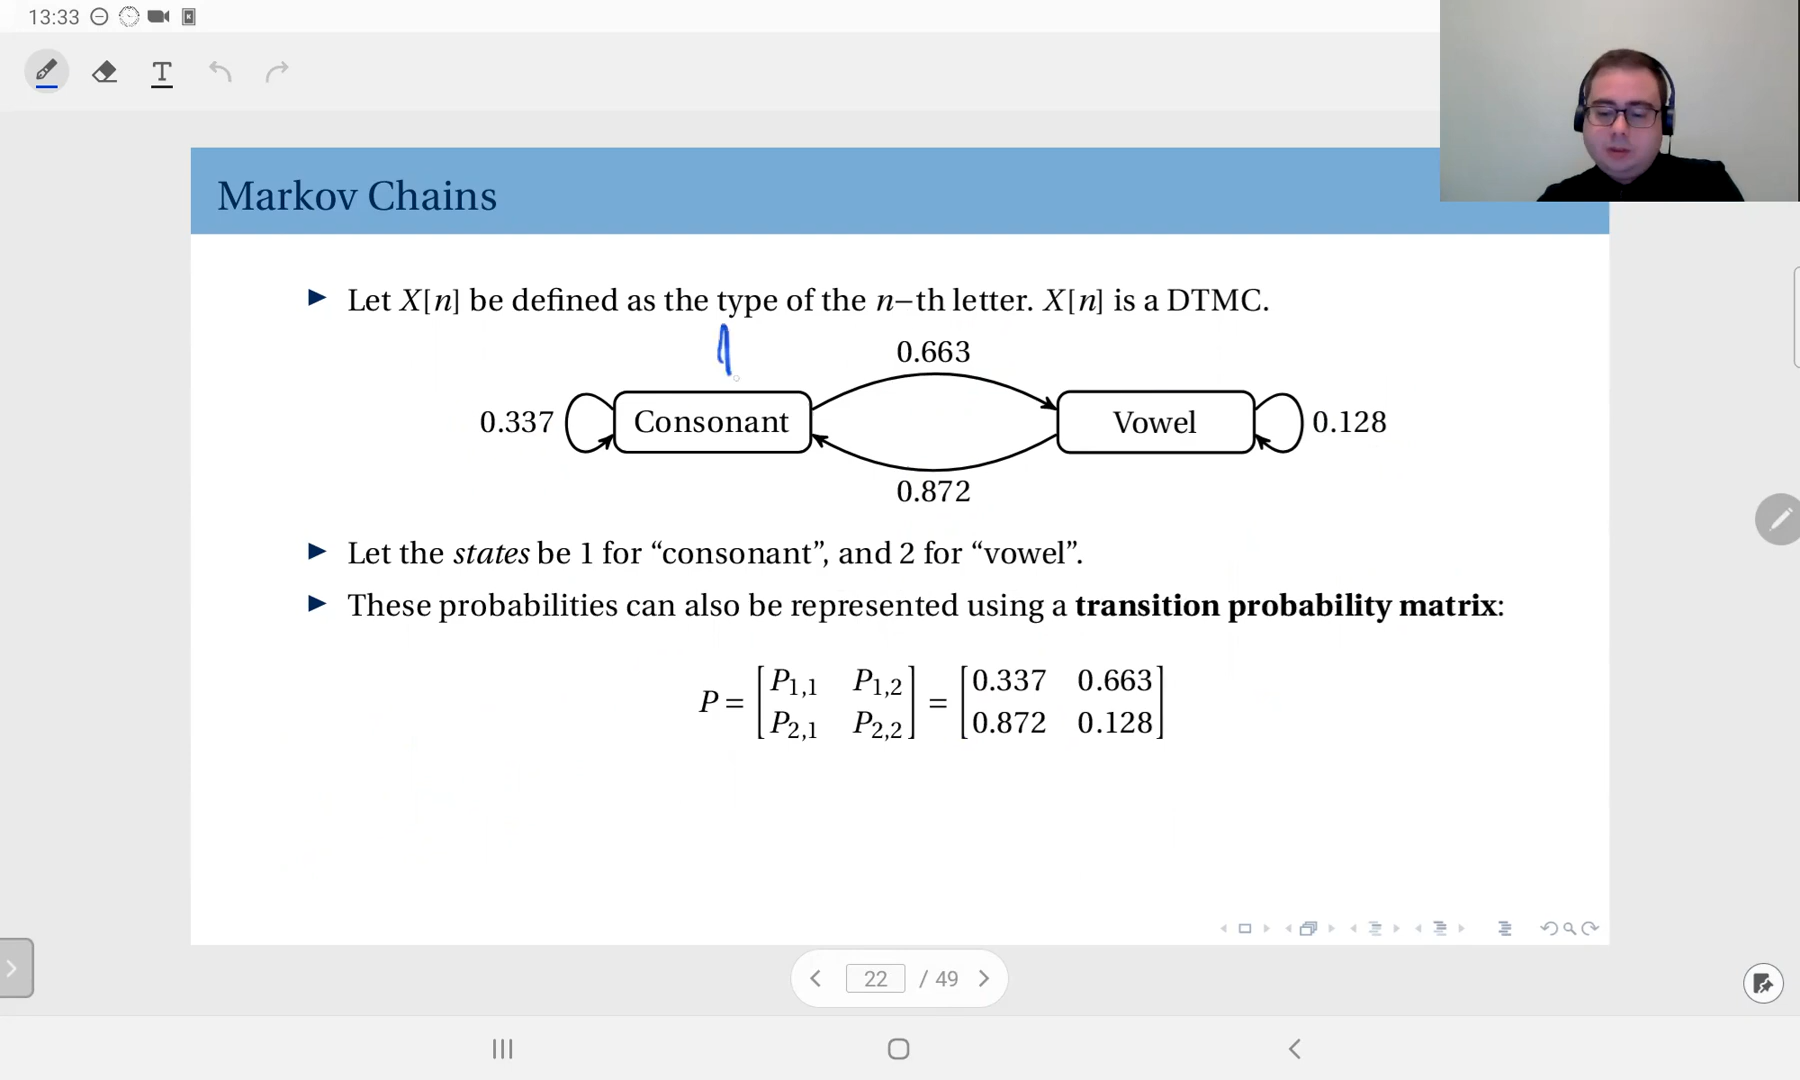 13:33
T
Markov Chains
► Let X[n] be defined as the type of the n−th letter. X[n] is a DTMC.
1
0.663
0.337 Consonant Vowel 0.128
0.872
► Let the states be 1 for “consonant”, and 2 for “vowel”.
► These probabilities can also be represented using a transition probability matrix:
P = [P1,1 P1,2] = [0.337 0.663]
[P2,1 P2,2] [0.872 0.128]
22 / 49